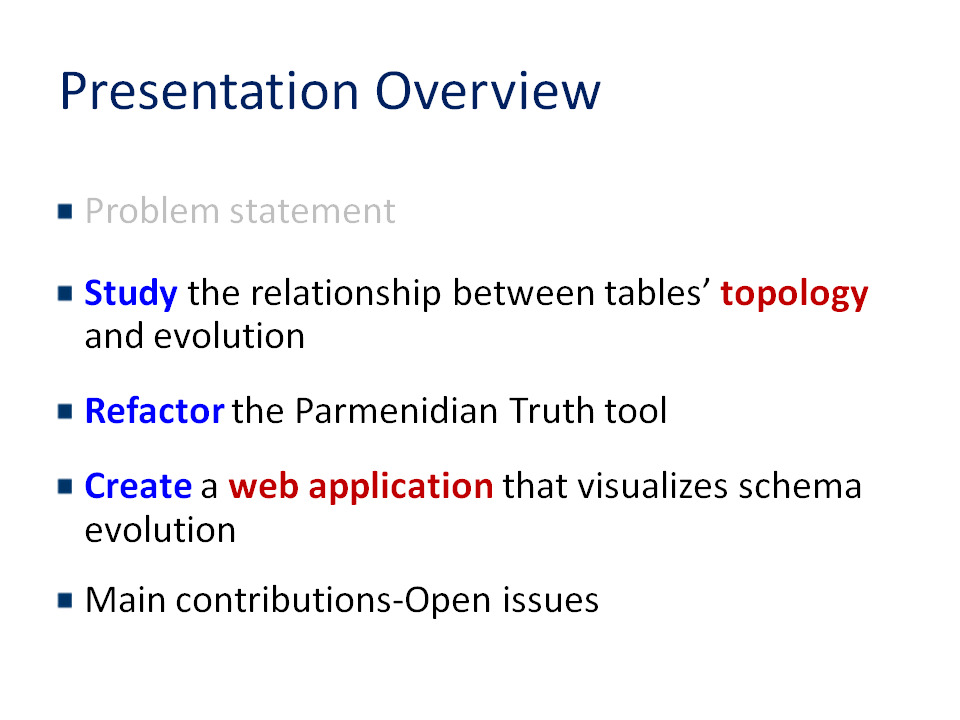 Presentation Overview
Problem statement
Study the relationship between tables’ topology
and evolution
Refactor the Parmenidian Truth tool
Create a web application that visualizes schema
evolution
Main contributions-Open issues